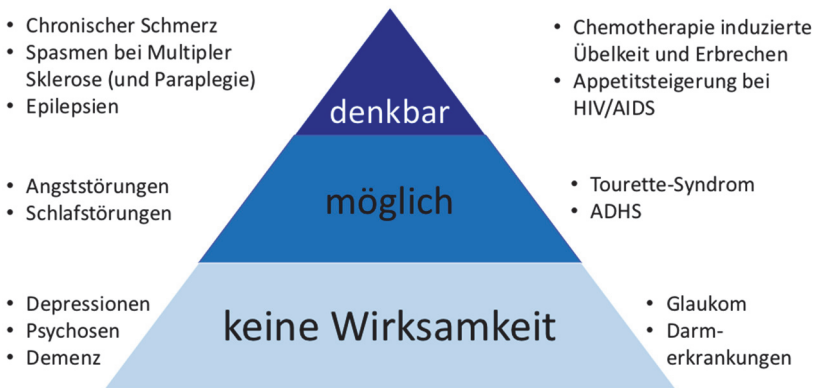 • Chronischer Schmerz
• Spasmen bei Multipler
Sklerose (und Paraplegie)
• Epilepsien
denkbar
• Chemotherapie induzierte
Übelkeit und Erbrechen
• Appetitsteigerung bei
HIV/AIDS
• Angststörungen
• Schlafstörungen
möglich
• Tourette-Syndrom
• ADHS
• Depressionen
• Psychosen
• Demenz
keine Wirksamkeit
• Glaukom
• Darm-
erkrankungen